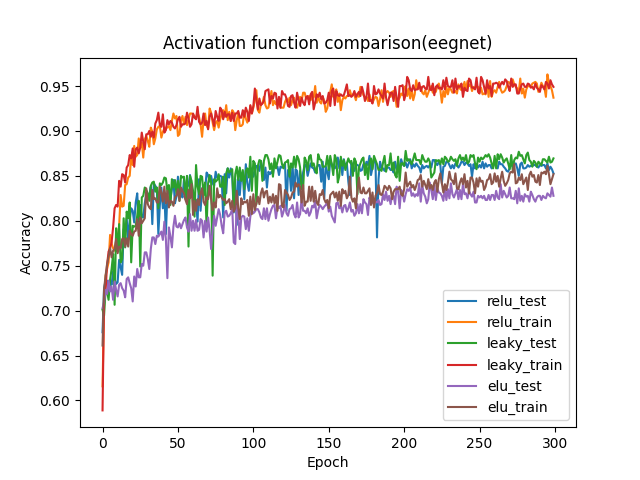 Activation function comparison(eegnet)
Accuracy
0.95
0.90
0.85
0.80
0.75
0.70
0.65
0.60
relu_test
relu_train
leaky_test
leaky_train
elu_test
elu_train
0 50 100 150 200 250 300
Epoch